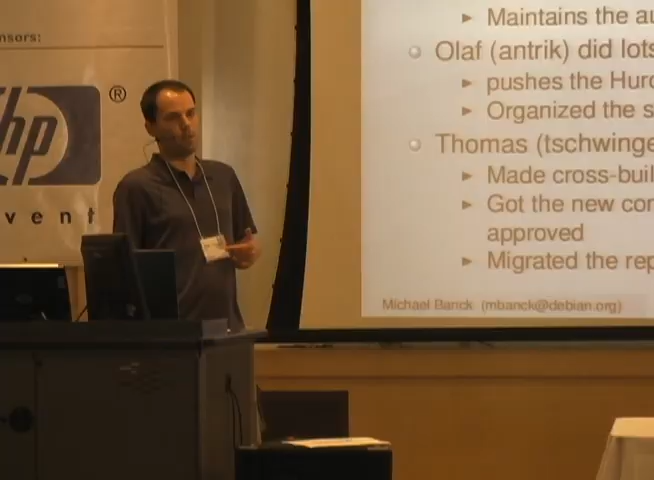 nsors:
hp
®
vent
Maintains the au
Olaf (antrik) did lots
pushes the Hurd
Organized the s
Thomas (tschwinge
Made cross-buil
Got the new cor
approved
Migrated the rep
Michael Banck (mbanck@debian.org)